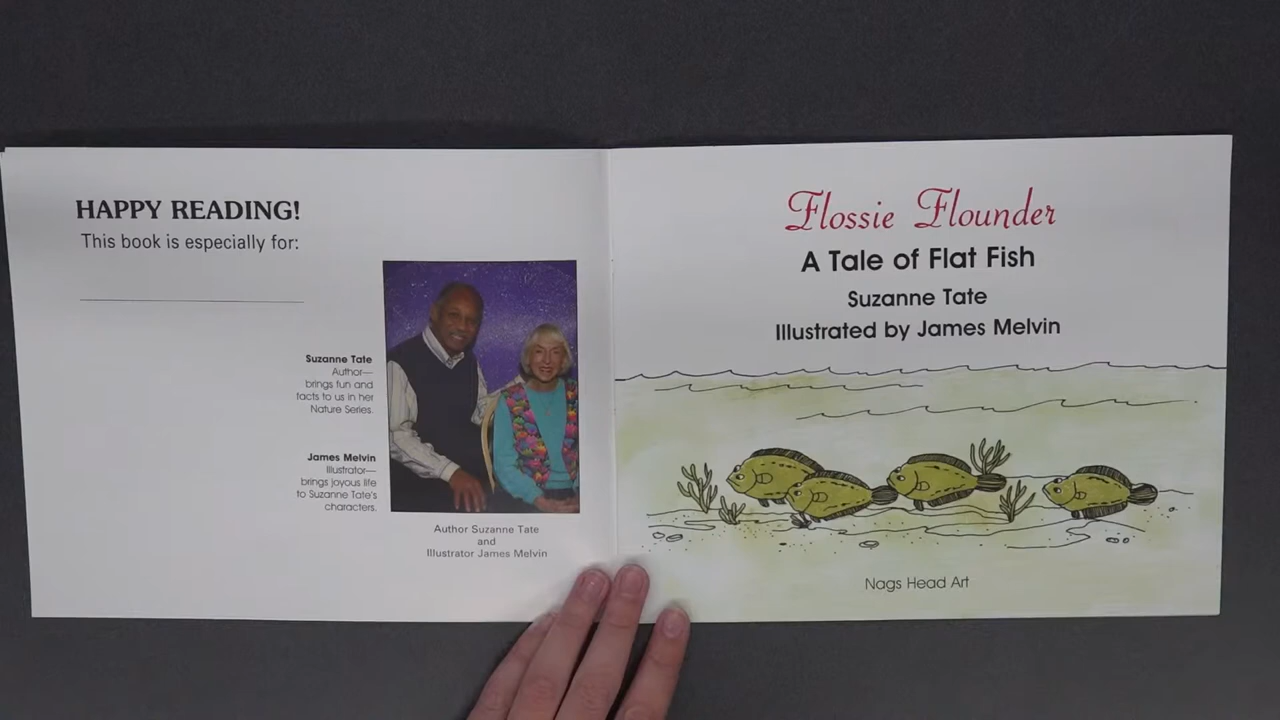 HAPPY READING!
This book is especially for:
Suzanne Tate
Author—
brings fun and
facts to us in her
Nature Series.
James Melvin
Illustrator—
brings joyous life
to Suzanne Tate's
characters.
Author Suzanne Tate
and
Illustrator James Melvin
Flossie Flounder
A Tale of Flat Fish
Suzanne Tate
Illustrated by James Melvin
Nags Head Art